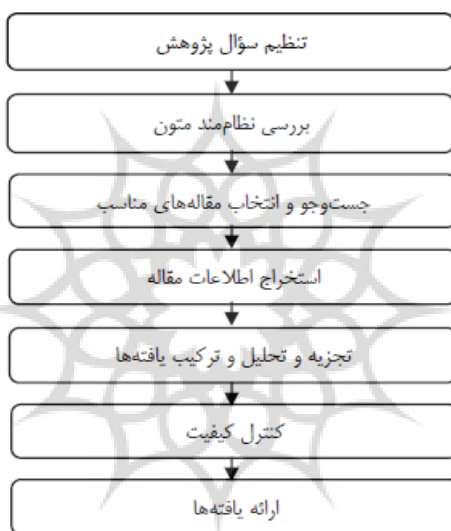 تنظیم سؤال پژوهش
بررسی نظام‌مند متون
جست‌وجو و انتخاب مقاله‌های مناسب
استخراج اطلاعات مقاله
تجزیه و تحلیل و ترکیب یافته‌ها
کنترل کیفیت
ارائه یافته‌ها